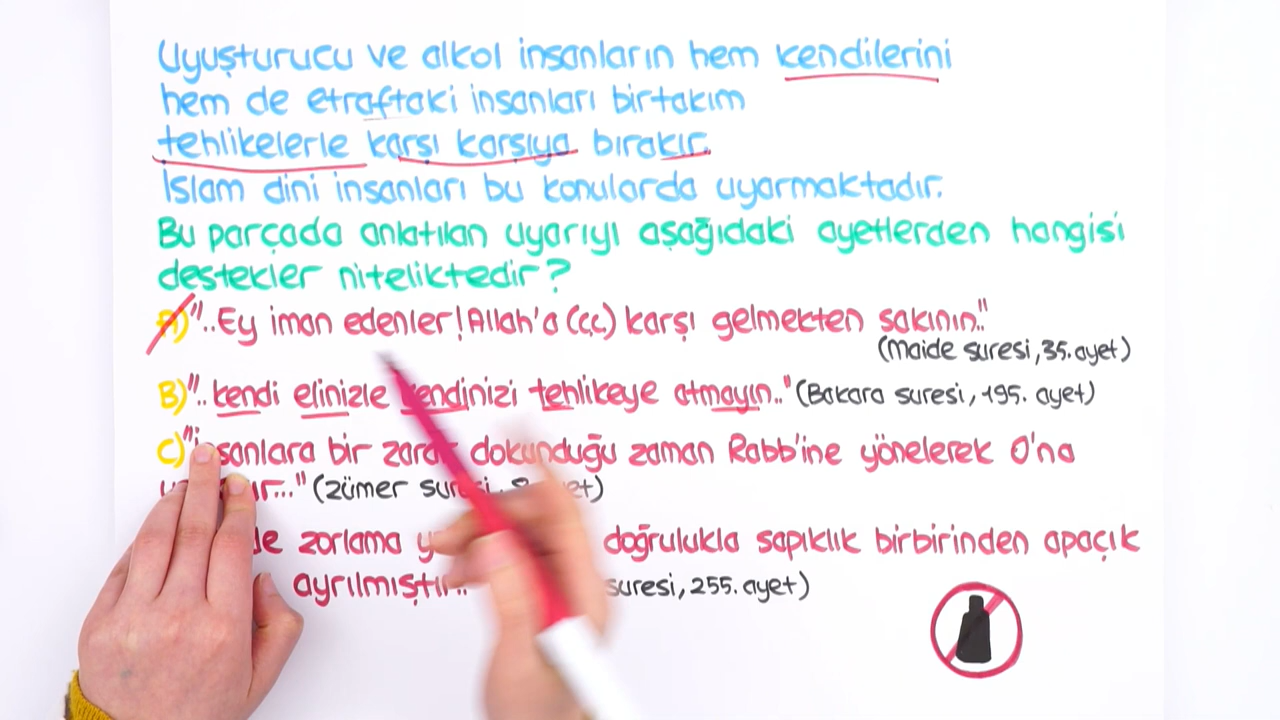 Uyuşturucu ve alkol insanların hem kendilerini
hem de etraftaki insanları birtakım
tehlikelerle karşı karşıya bırakır.
İslam dini insanları bu konularda uyarmaktadır.
Bu parçada anlatılan uyarıyı aşağıdaki ayetlerden hangisi
destekler niteliktedir?
A) "..Ey iman edenler! Allah'a (cc) karşı gelmekten sakının.."
(Maide suresi, 35. ayet)
B) ".. kendi elinizle kendinizi tehlikeye atmayın.." (Bakara suresi, 195. ayet)
C) "insanlara bir zarar dokunduğu zaman Rabb'ine yönelerek O'na
(zümer suresi,
zorlama doğrulukla sapıklık birbirinden apaçık
ayrılmıştır.. suresi, 255. ayet)